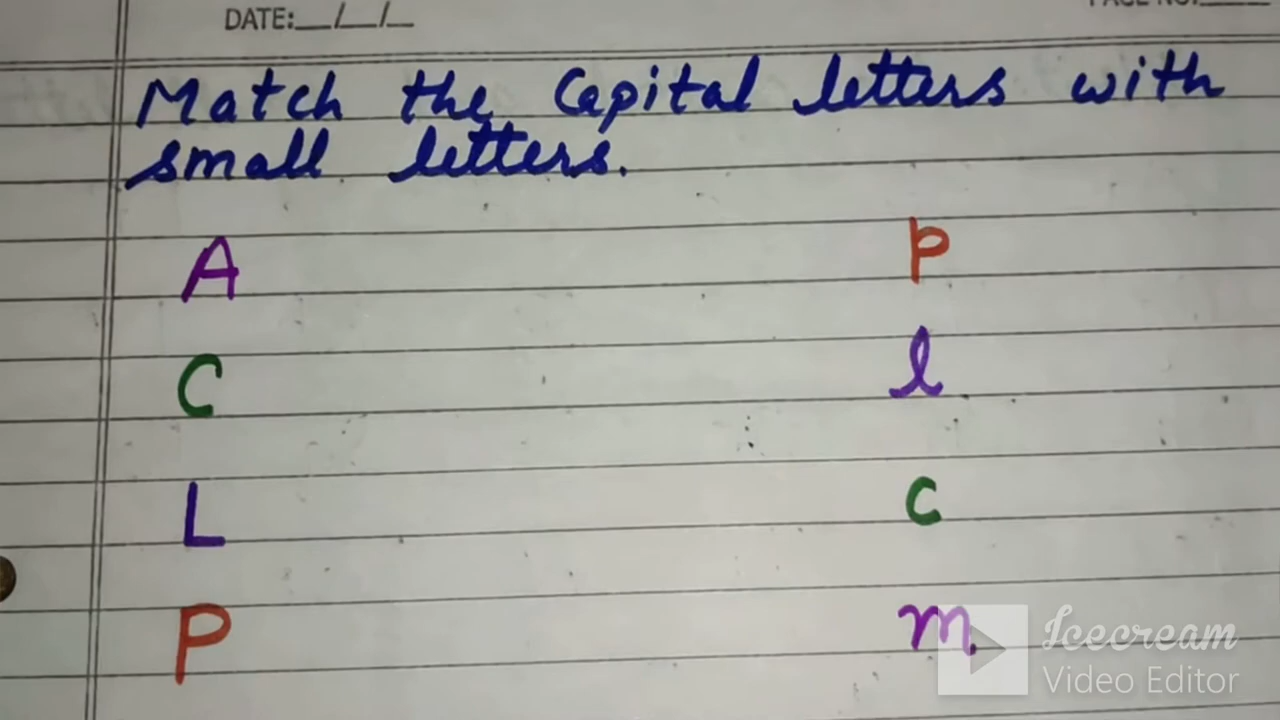 DATE:__/__/__
Match the Capital letters with
small letters.
A p
C l
L c
P m
Icecream
Video Editor